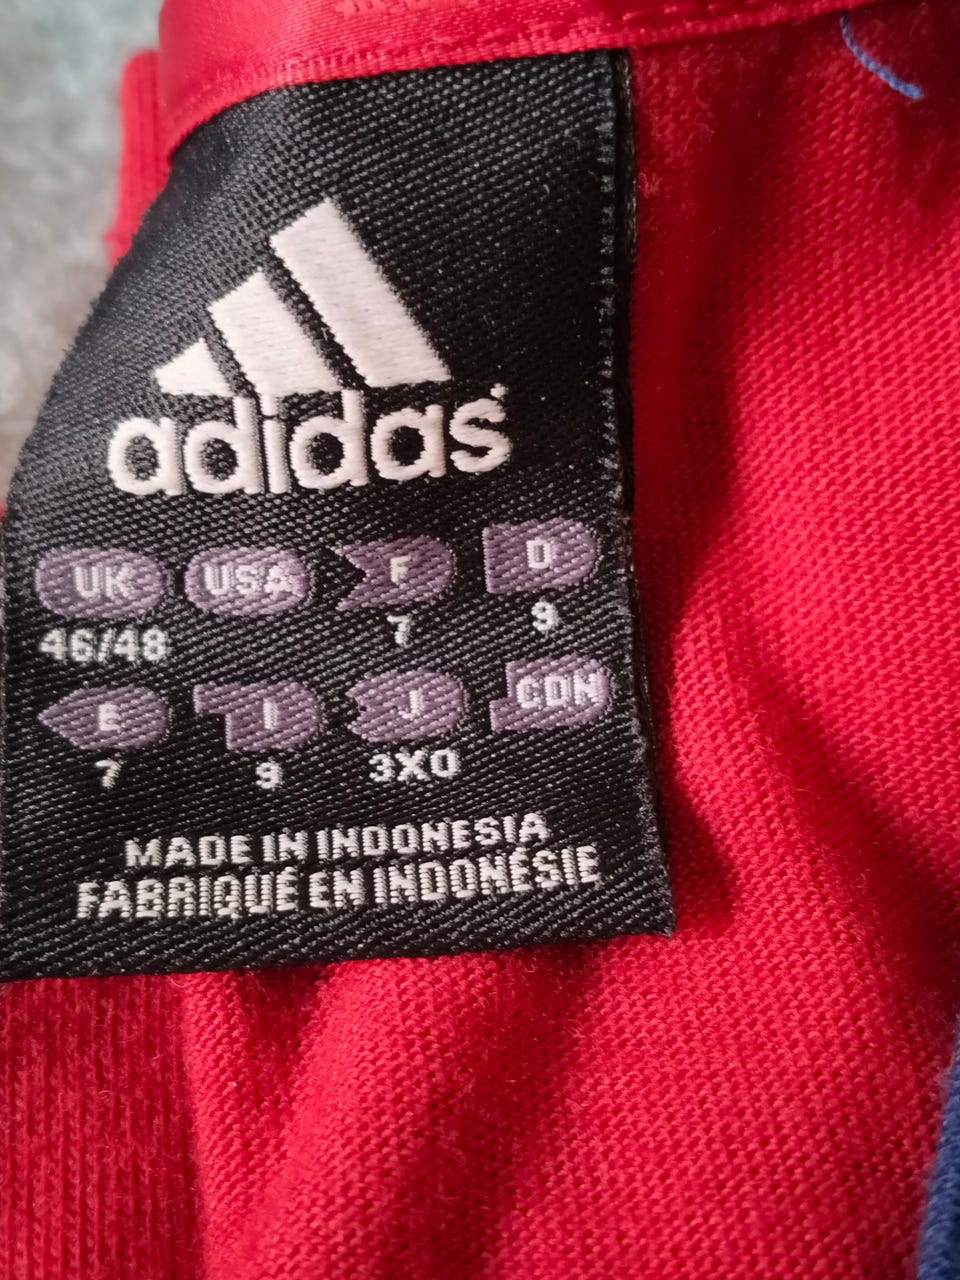 adidas
UK USA F D
46/48 7 9
E I J CDN
7 9 3XO
MADE IN INDONESIA
FABRIQUÉ EN INDONÉSIE